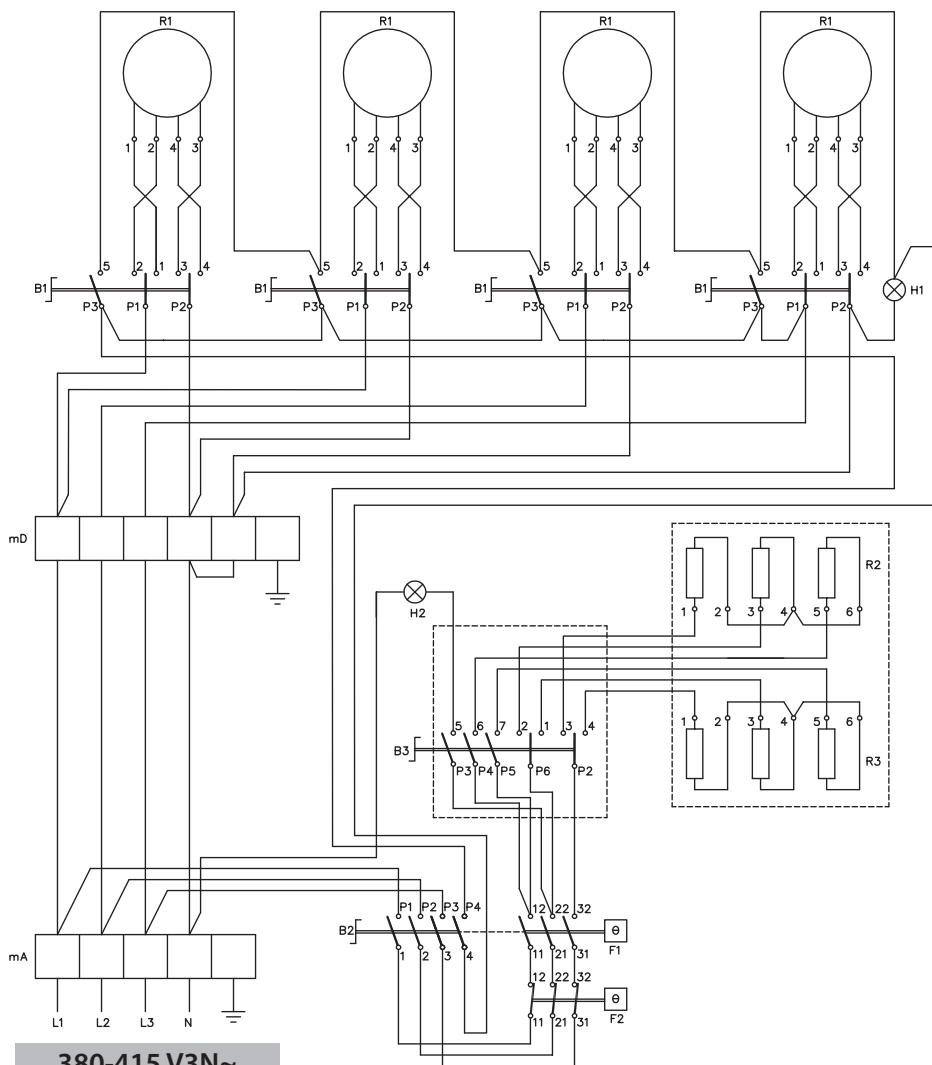 R1 R1 R1 R1
1 2 4 3 1 2 4 3 1 2 4 3 1 2 4 3
5 2 1 3 4 5 2 1 3 4 5 2 1 3 4 5 2 1 3 4
B1 B1 B1 B1 H1
P3 P1 P2 P3 P1 P2 P3 P1 P2 P3 P1 P2
mD
R2
H2
1 2 3 4 5 6
5 6 7 2 1 3 4
1 2 3 4 5 6
B3
P3 P4 P5 P6 P2
R3
P1 P2 P3 P4 12 22 32
B2 θ
1 2 3 4 11 21 31 F1
mA
12 22 32
θ
L1 L2 L3 N 11 21 31 F2
380-415 V3N~